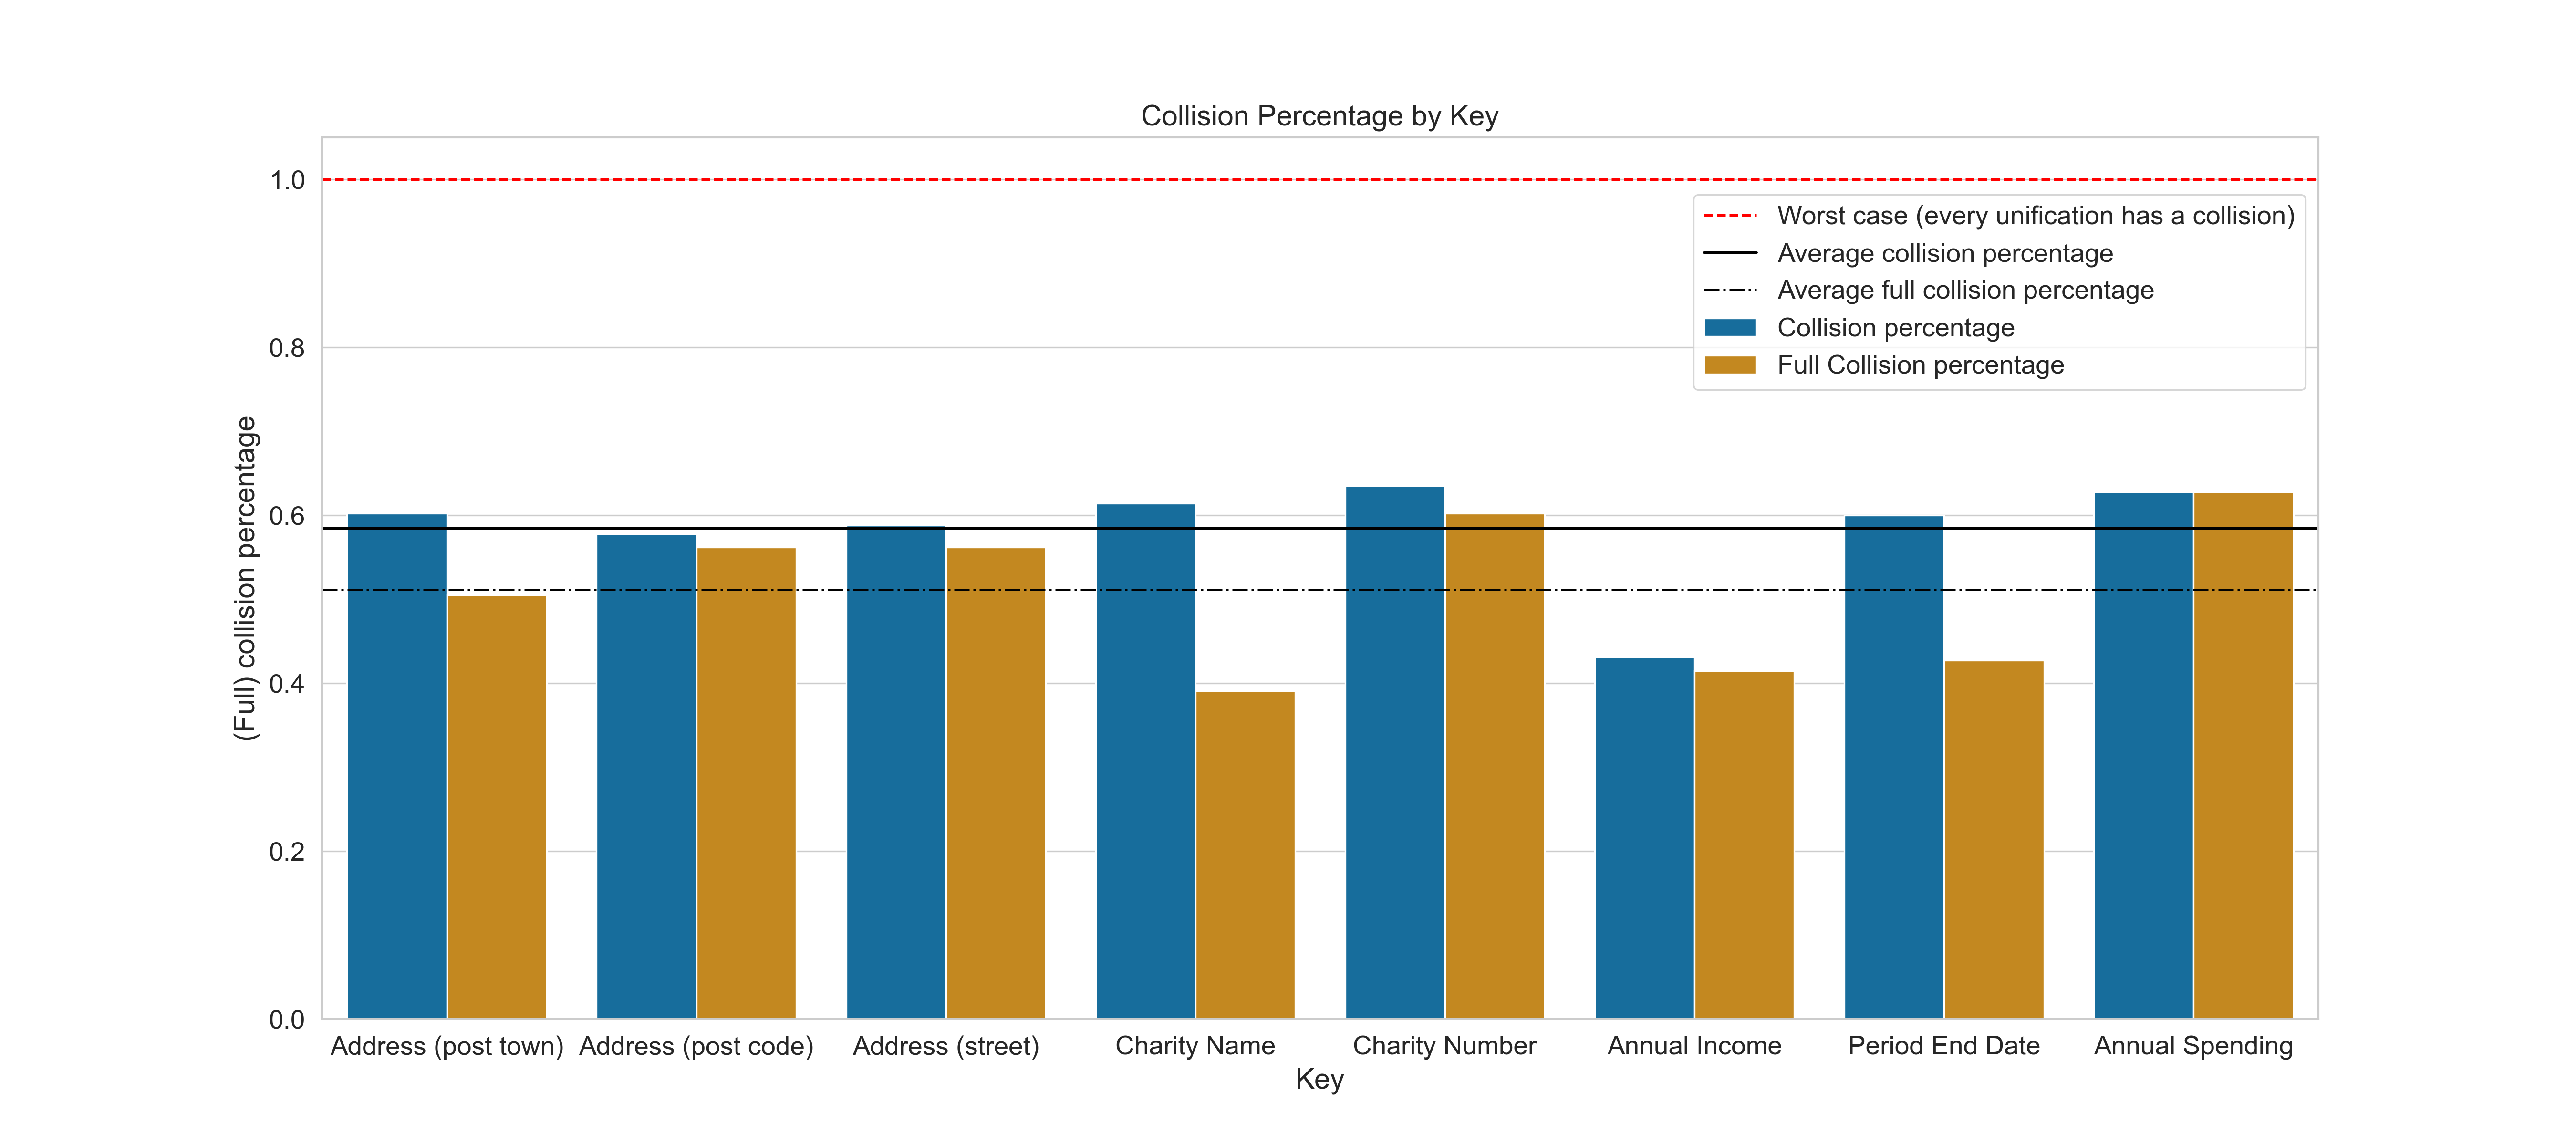 Collision Percentage by Key
1.0
0.8
0.6
0.4
0.2
0.0
(Full) collision percentage
Worst case (every unification has a collision)
Average collision percentage
Average full collision percentage
Collision percentage
Full Collision percentage
Address (post town) Address (post code) Address (street) Charity Name Charity Number Annual Income Period End Date Annual Spending
Key